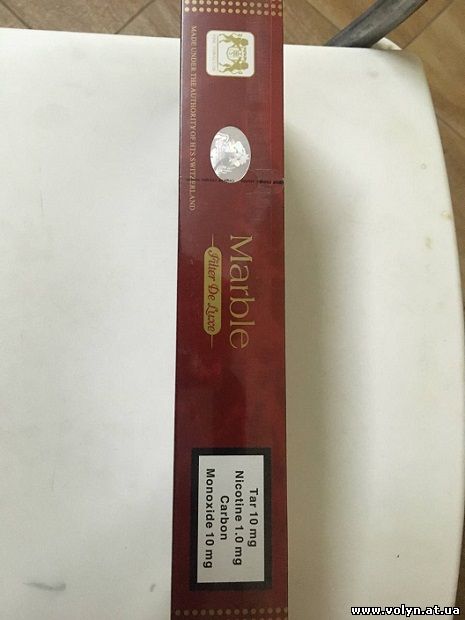 MADE UNDER THE AUTHORITY OF HTS SWITZERLAND
Marble
Filter De Luxe
Tar 10 mg
Nicotine 1.0 mg
Carbon
Monoxide 10 mg
www.volyn.at.ua